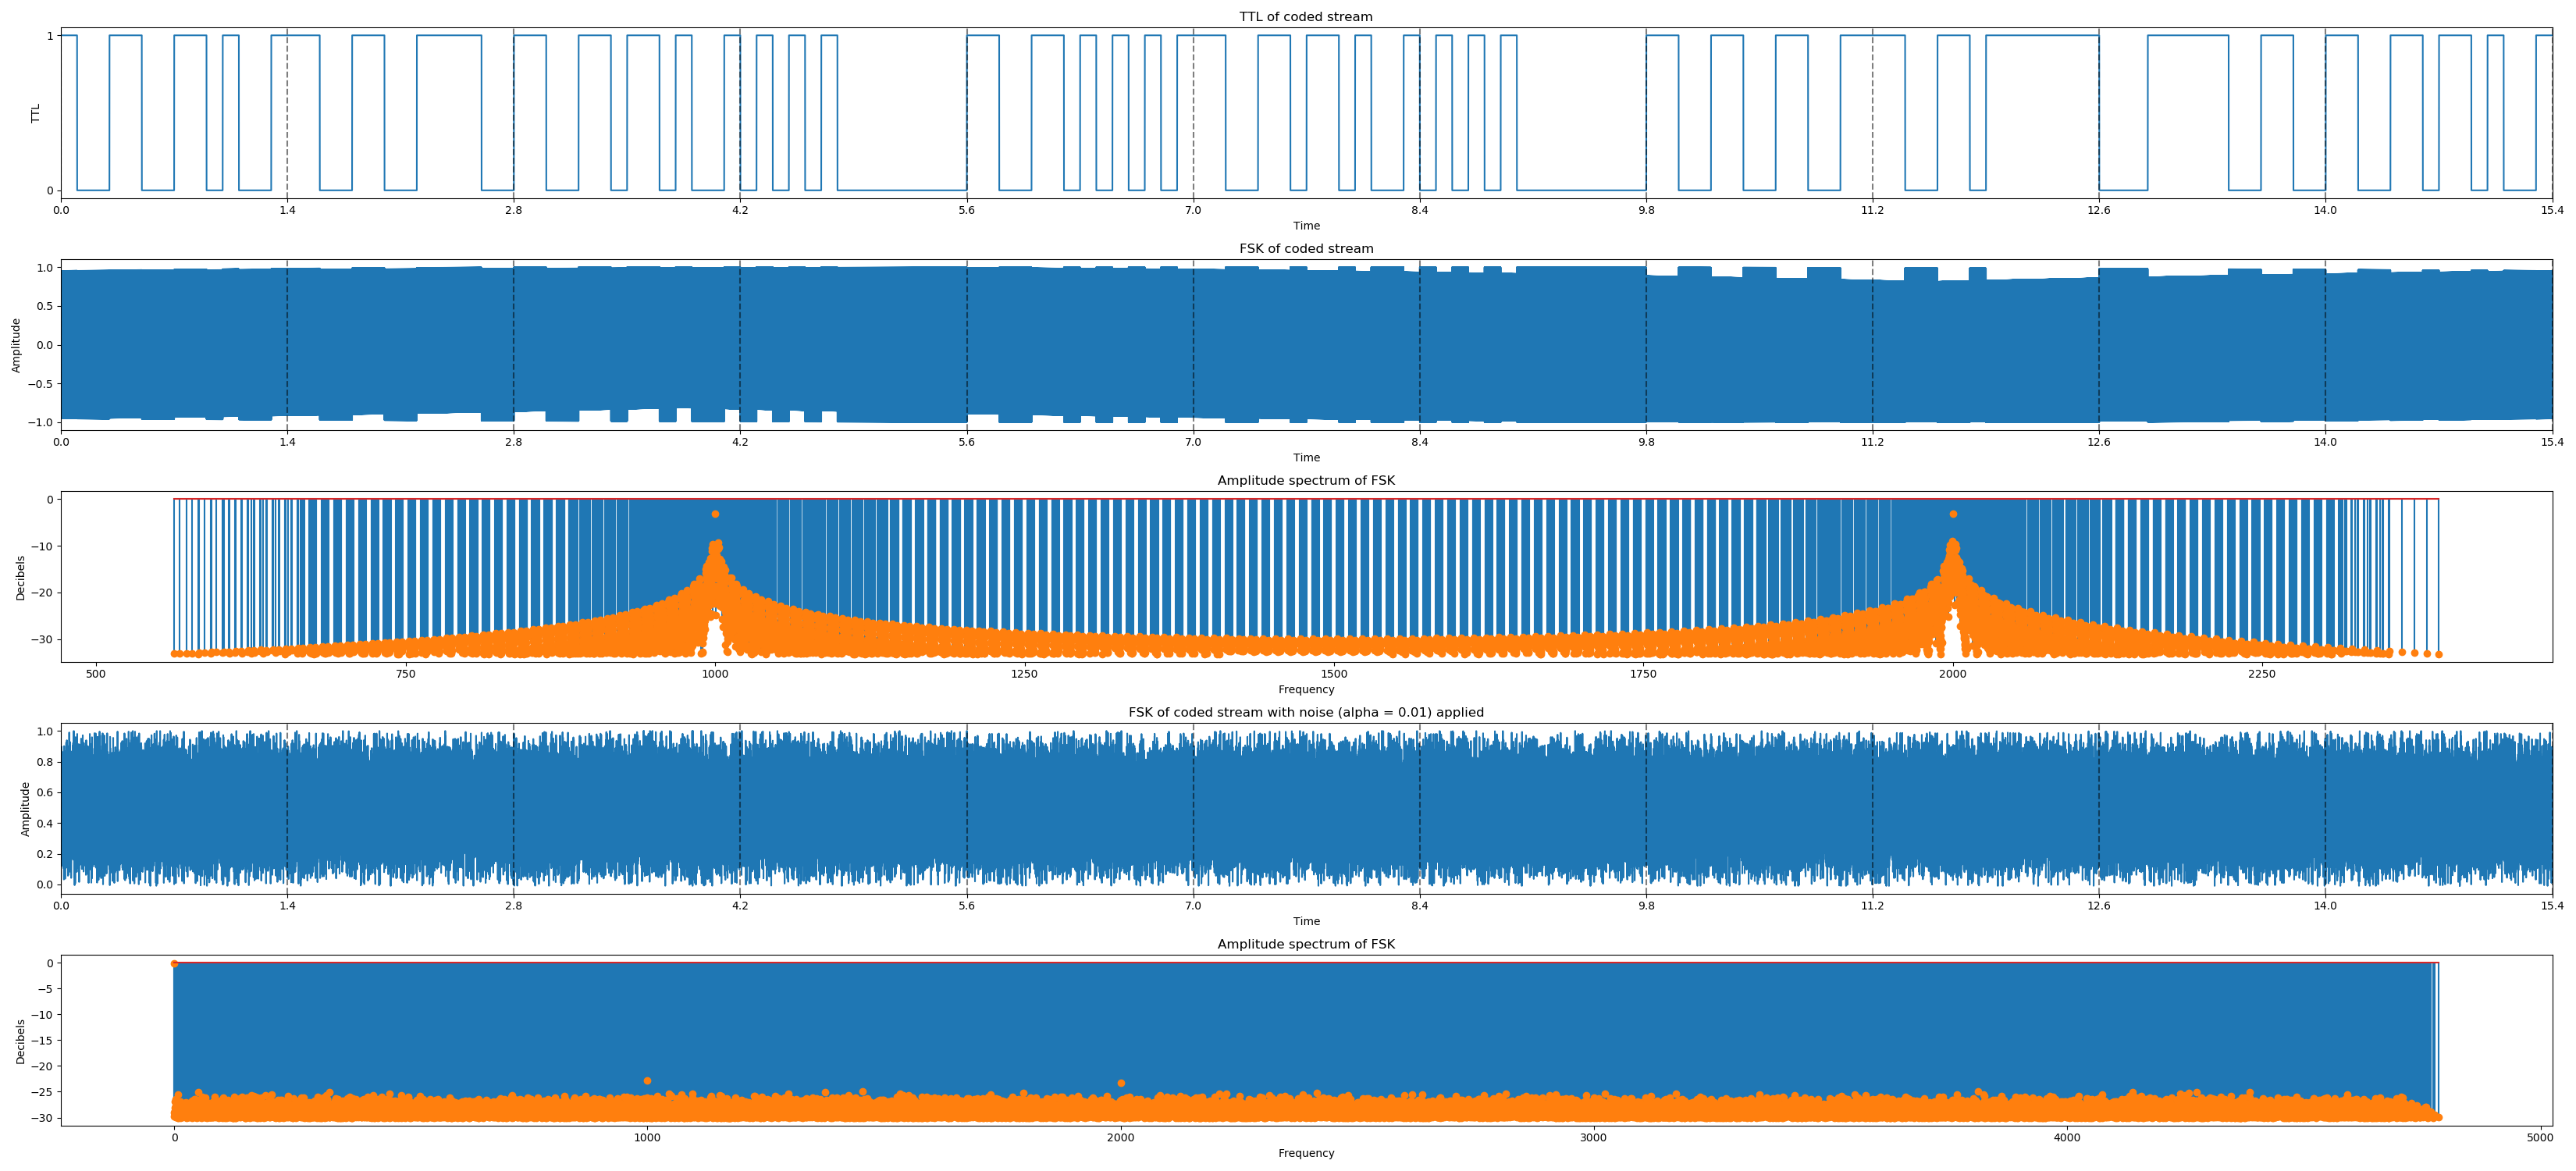 TTL of coded stream
1
TTL
0
0.0 1.4 2.8 4.2 5.6 7.0 8.4 9.8 11.2 12.6 14.0 15.4
Time
FSK of coded stream
1.0
0.5
Amplitude
0.0
−0.5
−1.0
0.0 1.4 2.8 4.2 5.6 7.0 8.4 9.8 11.2 12.6 14.0 15.4
Time
Amplitude spectrum of FSK
0
−10
Decibels
−20
−30
500 750 1000 1250 1500 1750 2000 2250
Frequency
FSK of coded stream with noise (alpha = 0.01) applied
1.0
0.8
0.6
Amplitude
0.4
0.2
0.0
0.0 1.4 2.8 4.2 5.6 7.0 8.4 9.8 11.2 12.6 14.0 15.4
Time
Amplitude spectrum of FSK
0
−5
−10
Decibels
−15
−20
−25
−30
0 1000 2000 3000 4000 5000
Frequency